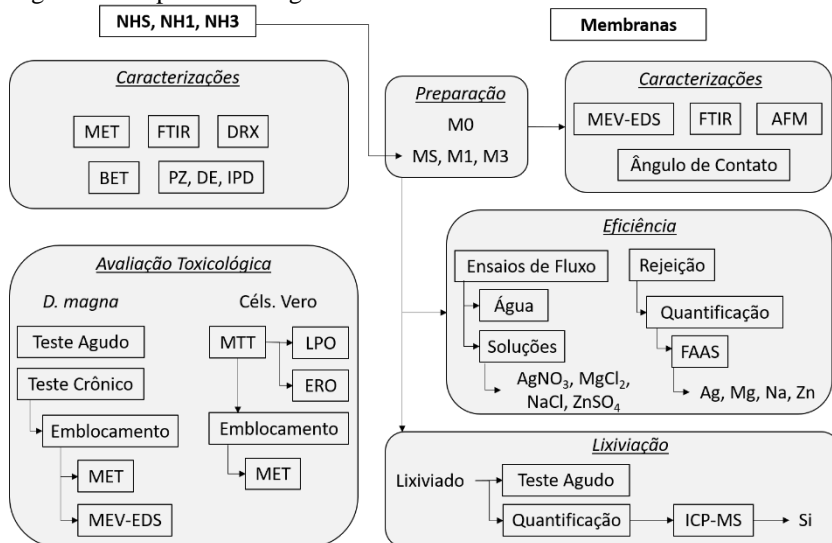 NHS, NH1, NH3
Membranas
Caracterizações
MET FTIR DRX
BET PZ, DE, IPD
Preparação
M0
MS, M1, M3
Caracterizações
MEV-EDS FTIR AFM
Ângulo de Contato
Avaliação Toxicológica
D. magna
Teste Agudo
Teste Crônico
Emblocamento
MET
MEV-EDS
Céls. Vero
MTT LPO
ERO
Emblocamento
MET
Eficiência
Ensaios de Fluxo
Água
Soluções
AgNO₃, MgCl₂,
NaCl, ZnSO₄
Rejeição
Quantificação
FAAS
Ag, Mg, Na, Zn
Lixiviação
Lixiviado
Teste Agudo
Quantificação ICP-MS Si